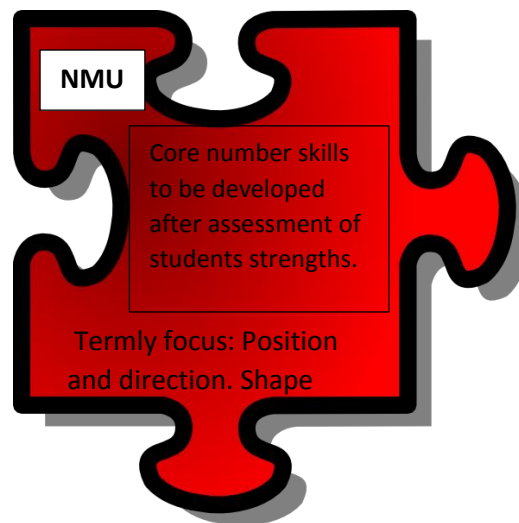 NMU
Core number skills
to be developed
after assessment of
students strengths.
Termly focus: Position
and direction. Shape